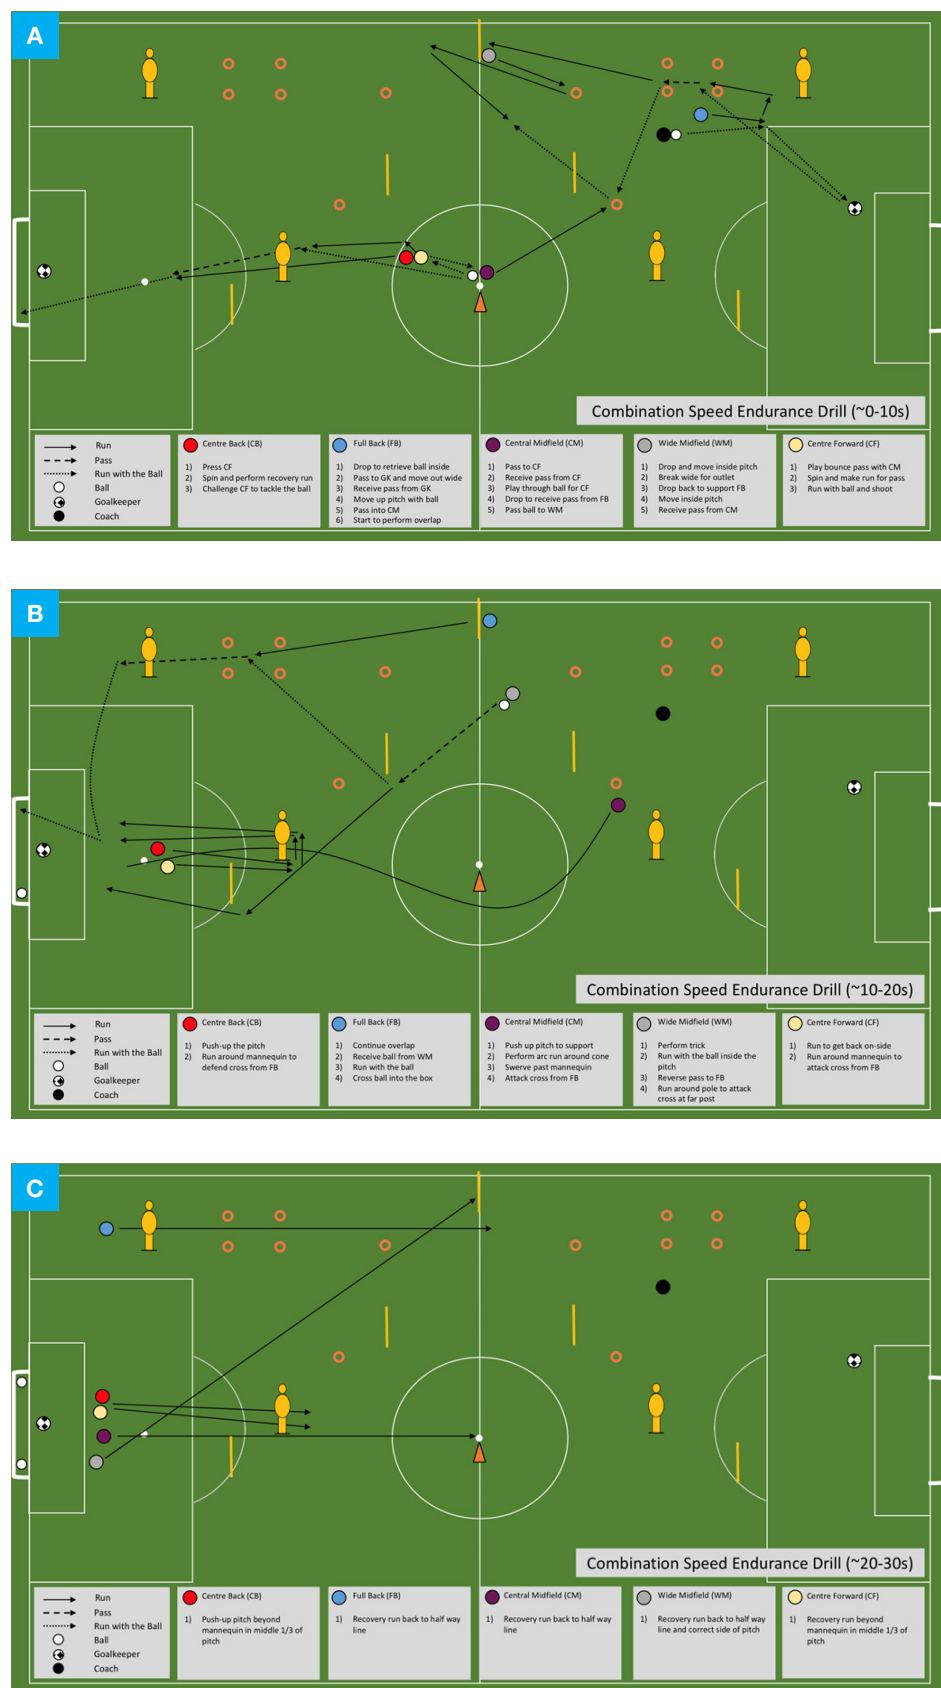 A
Combination Speed Endurance Drill (~0-10s)
Run
Pass
Run with the Ball
Ball
Goalkeeper
Coach
Centre Back (CB)
1) Press CF
2) Spin and perform recovery run
3) Challenge CF to tackle the ball
Full Back (FB)
1) Drop to retrieve ball inside
2) Pass to GK and move out wide
3) Receive pass from GK
4) Move up pitch with ball
5) Pass into CM
6) Start to perform overlap
Central Midfield (CM)
1) Pass to CF
2) Receive pass from CF
3) Play through ball for CF
4) Drop to receive pass from FB
5) Pass ball to WM
Wide Midfield (WM)
1) Drop and move inside pitch
2) Break wide for outlet
3) Drop back to support FB
4) Move inside pitch
5) Receive pass from CM
Centre Forward (CF)
1) Play bounce pass with CM
2) Spin and make run for pass
3) Run with ball and shoot
B
Combination Speed Endurance Drill (~10-20s)
Run
Pass
Run with the Ball
Ball
Goalkeeper
Coach
Centre Back (CB)
1) Push-up the pitch
2) Run around mannequin to
defend cross from FB
Full Back (FB)
1) Continue overlap
2) Receive ball from WM
3) Run with the ball
4) Cross ball into the box
Central Midfield (CM)
1) Push up pitch to support
2) Perform arc run around cone
3) Swerve past mannequin
4) Attack cross from FB
Wide Midfield (WM)
1) Perform trick
2) Run with the ball inside the
pitch
3) Reverse pass to FB
4) Run around pole to attack
cross at far post
Centre Forward (CF)
1) Run to get back on-side
2) Run around mannequin to
attack cross from FB
C
Combination Speed Endurance Drill (~20-30s)
Run
Pass
Run with the Ball
Ball
Goalkeeper
Coach
Centre Back (CB)
1) Push-up pitch beyond
mannequin in middle 1/3 of
pitch
Full Back (FB)
1) Recovery run back to half way
line
Central Midfield (CM)
1) Recovery run back to half way
line
Wide Midfield (WM)
1) Recovery run back to half way
line and correct side of pitch
Centre Forward (CF)
1) Recovery run beyond
mannequin in middle 1/3 of
pitch